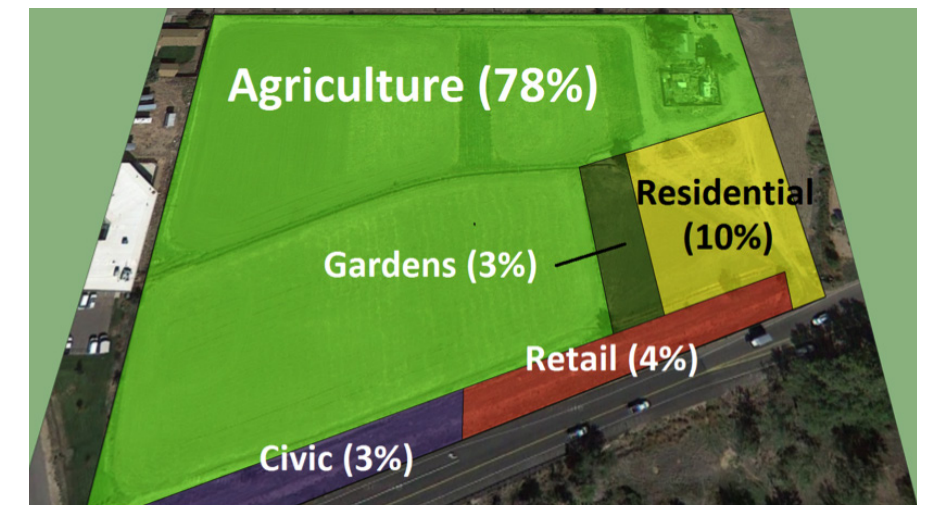 Agriculture (78%)
Residential
(10%)
Gardens (3%)
Retail (4%)
Civic (3%)